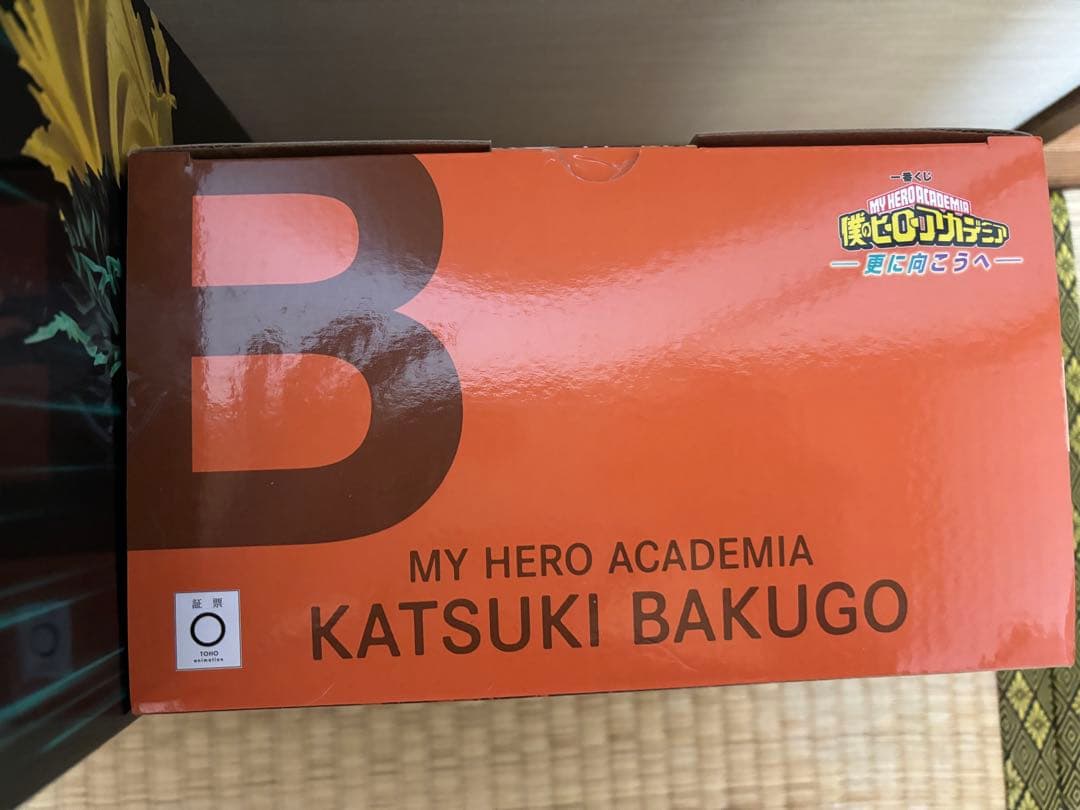 B
一番くじ
MY HERO ACADEMIA
僕のヒーローアカデミア
更に向こうへ
MY HERO ACADEMIA
KATSUKI BAKUGO
証票
TOHO
animation